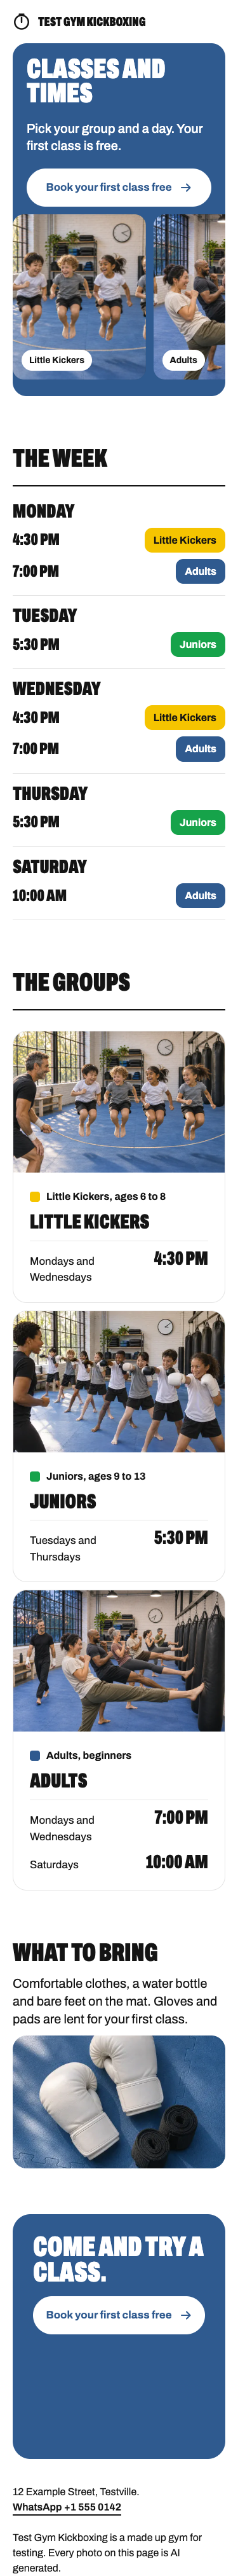 TEST GYM KICKBOXING
CLASSES AND
TIMES
Pick your group and a day. Your
first class is free.
Book your first class free →
Little Kickers
Adults
THE WEEK
MONDAY
4:30 PM Little Kickers
7:00 PM Adults
TUESDAY
5:30 PM Juniors
WEDNESDAY
4:30 PM Little Kickers
7:00 PM Adults
THURSDAY
5:30 PM Juniors
SATURDAY
10:00 AM Adults
THE GROUPS
Little Kickers, ages 6 to 8
LITTLE KICKERS
Mondays and 4:30 PM
Wednesdays
Juniors, ages 9 to 13
JUNIORS
Tuesdays and 5:30 PM
Thursdays
Adults, beginners
ADULTS
Mondays and 7:00 PM
Wednesdays
Saturdays 10:00 AM
WHAT TO BRING
Comfortable clothes, a water bottle
and bare feet on the mat. Gloves and
pads are lent for your first class.
COME AND TRY A
CLASS.
Book your first class free →
12 Example Street, Testville.
WhatsApp +1 555 0142
Test Gym Kickboxing is a made up gym for
testing. Every photo on this page is AI
generated.